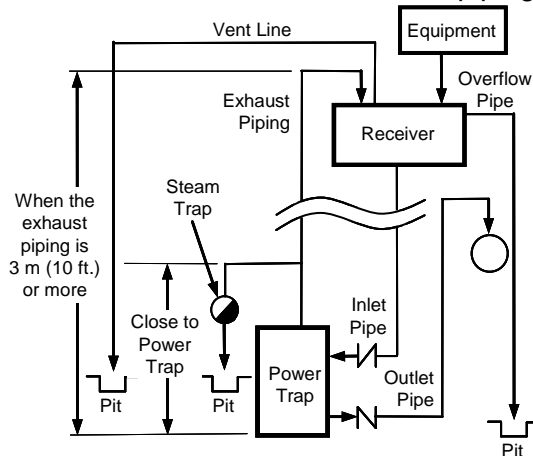 Vent Line
Equipment
Overflow
Pipe
Exhaust
Piping
Receiver
When the
exhaust
piping is
3 m (10 ft.)
or more
Steam
Trap
Close to
Power
Trap
Inlet
Pipe
Power
Trap
Outlet
Pipe
Pit
Pit
Pit